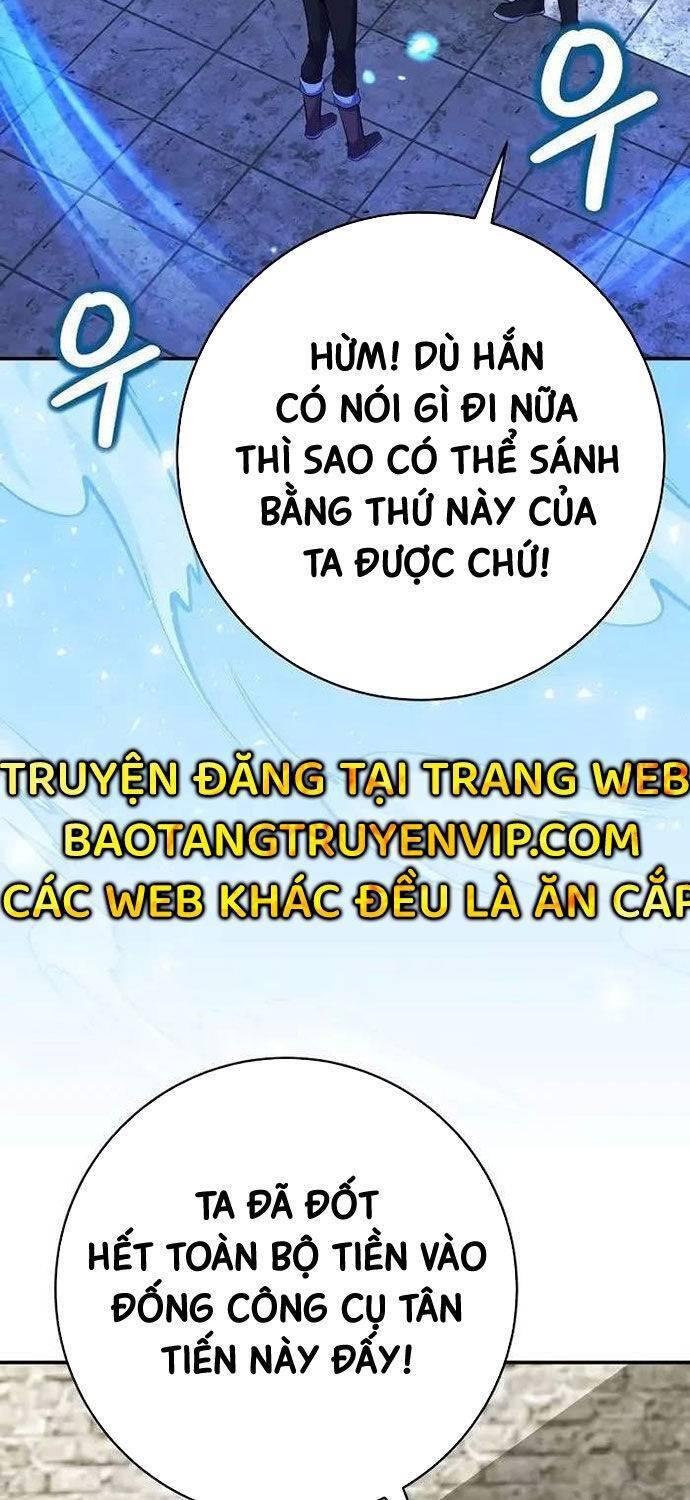 우
우
HỪM! DÙ HẮN
CÓ NÓI GÌ ĐI NỮA
THÌ SAO CÓ THỂ SÁNH
BẰNG THỨ NÀY CỦA
TA ĐƯỢC CHỨ!
TRUYỆN ĐĂNG TẠI TRANG WEB
BAOTANGTRUYENVIP.COM
CÁC WEB KHÁC ĐỀU LÀ ĂN CẮP
TA ĐÃ ĐỐT
HẾT TOÀN BỘ TIỀN VÀO
ĐỐNG CÔNG CỤ TÂN
TIẾN NÀY ĐẤY!